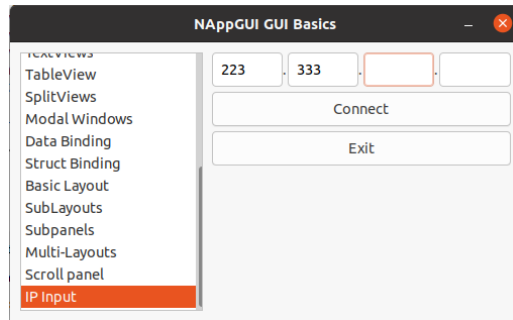 NAppGUI GUI Basics
TextViews
TableView
SplitViews
Modal Windows
Data Binding
Struct Binding
Basic Layout
SubLayouts
Subpanels
Multi-Layouts
Scroll panel
IP Input
223 . 333 . .
Connect
Exit